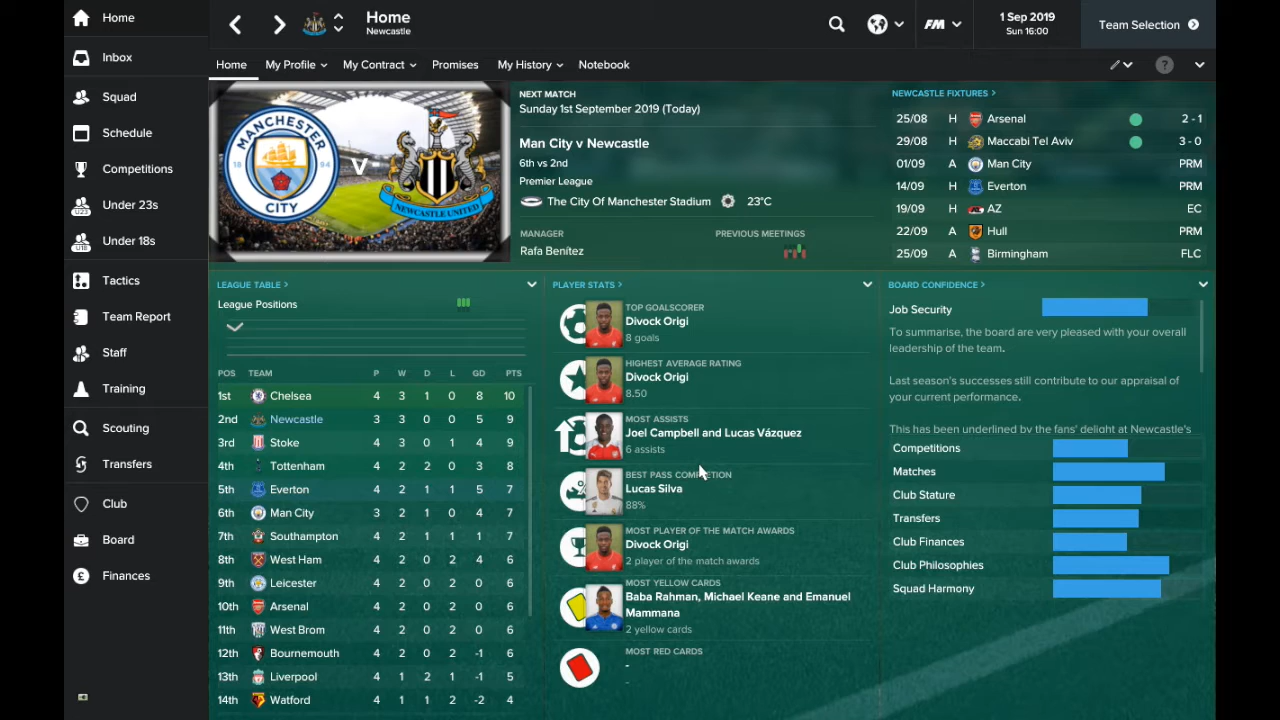 Home
Inbox
Squad
Schedule
Competitions
U23
Under 23s
U18
Under 18s
Tactics
Team Report
Staff
Training
Scouting
Transfers
Club
Board
Finances
Home
Newcastle
FM
1 Sep 2019
Sun 16:00
Team Selection
Home My Profile My Contract Promises My History Notebook
?
MANCHESTER
18 94
CITY
V
NEWCASTLE UNITED
NEXT MATCH
Sunday 1st September 2019 (Today)
Man City v Newcastle
6th vs 2nd
Premier League
The City Of Manchester Stadium 23°C
MANAGER
Rafa Benítez
PREVIOUS MEETINGS
NEWCASTLE FIXTURES >
25/08 H Arsenal 2 - 1
29/08 H Maccabi Tel Aviv 3 - 0
01/09 A Man City PRM
14/09 H Everton PRM
19/09 H AZ EC
22/09 A Hull PRM
25/09 A Birmingham FLC
LEAGUE TABLE >
League Positions
POS TEAM P W D L GD PTS
1st Chelsea 4 3 1 0 8 10
2nd Newcastle 3 3 0 0 5 9
3rd Stoke 4 3 0 1 4 9
4th Tottenham 4 2 2 0 3 8
5th Everton 4 2 1 1 5 7
6th Man City 3 2 1 0 4 7
7th Southampton 4 2 1 1 1 7
8th West Ham 4 2 0 2 4 6
9th Leicester 4 2 0 2 0 6
10th Arsenal 4 2 0 2 0 6
11th West Brom 4 2 0 2 0 6
12th Bournemouth 4 2 0 2 -1 6
13th Liverpool 4 1 2 1 -1 5
14th Watford 4 1 1 2 -2 4
PLAYER STATS >
TOP GOALSCORER
Divock Origi
8 goals
HIGHEST AVERAGE RATING
Divock Origi
8.50
MOST ASSISTS
Joel Campbell and Lucas Vázquez
6 assists
BEST PASS COMPLETION
Lucas Silva
88%
MOST PLAYER OF THE MATCH AWARDS
Divock Origi
2 player of the match awards
MOST YELLOW CARDS
Baba Rahman, Michael Keane and Emanuel
Mammana
2 yellow cards
MOST RED CARDS
-
-
BOARD CONFIDENCE >
Job Security
To summarise, the board are very pleased with your overall
leadership of the team.
Last season's successes still contribute to our appraisal of
your current performance.
This has been underlined by the fans' delight at Newcastle's
Competitions
Matches
Club Stature
Transfers
Club Finances
Club Philosophies
Squad Harmony